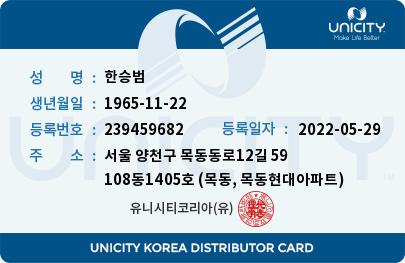 UNICITY
Make Life Better
성 명 : 한승범
생년월일 : 1965-11-22
등록번호 : 239459682 등록일자 : 2022-05-29
주 소 : 서울 양천구 목동동로12길 59
108동1405호 (목동, 목동현대아파트)
UNICITY
유니시티코리아(유)
UNICITY KOREA DISTRIBUTOR CARD